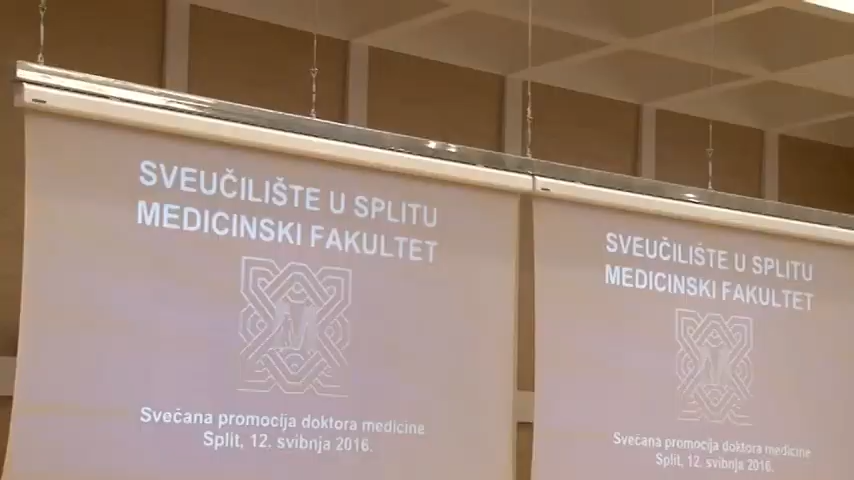 SVEUČILIŠTE U SPLITU
MEDICINSKI FAKULTET
Svečana promocija doktora medicine
Split, 12. svibnja 2016.
SVEUČILIŠTE U SPLITU
MEDICINSKI FAKULTET
Svečana promocija doktora medicine
Split, 12. svibnja 2016.